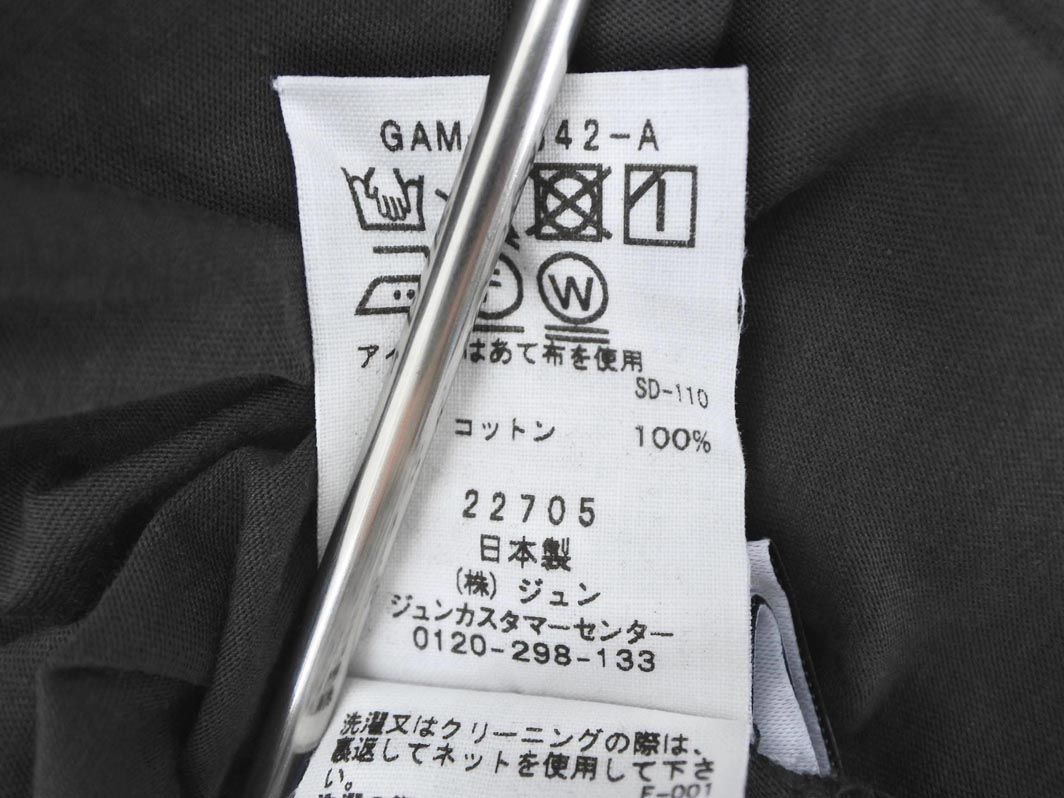 GAM 42-A
F W
はあて布を使用
SD-110
コットン 100%
22705
日本製
(株) ジュン
ジュンカスタマーセンター
0120-298-133
洗濯又はクリーニングの際は、
裏返してネットを使用して下さ
い。
F-001